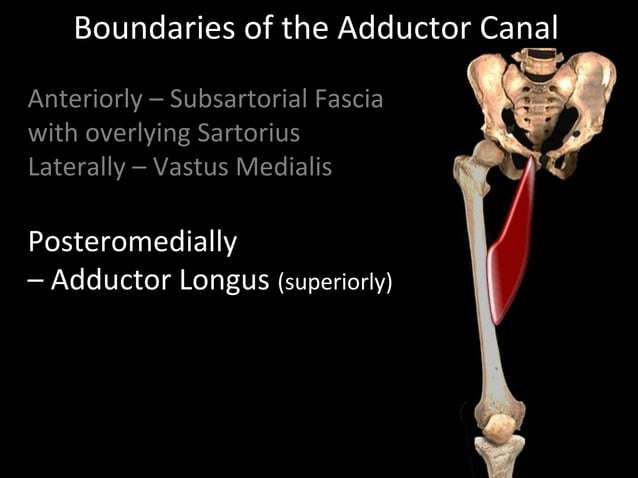 Boundaries of the Adductor Canal
Anteriorly – Subsartorial Fascia
with overlying Sartorius
Laterally – Vastus Medialis
Posteromedially
– Adductor Longus (superiorly)